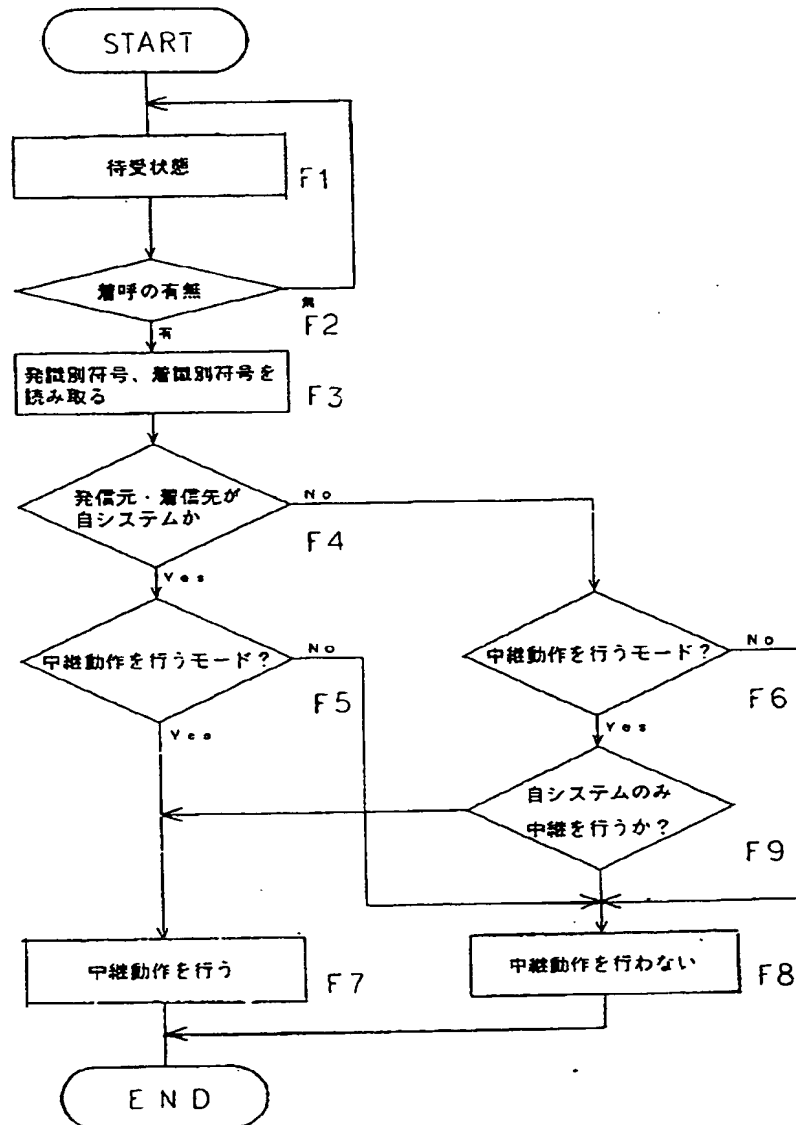 START
待受状態
F1
着呼の有無
無
F2
有
発識別符号、着識別符号を
読み取る
F3
発信元・着信先が
自システムか
No
F4
Yes
中継動作を行うモード？
No
F5
Yes
中継動作を行うモード？
No
F6
Yes
自システムのみ
中継を行うか？
F9
中継動作を行う
F7
中継動作を行わない
F8
END